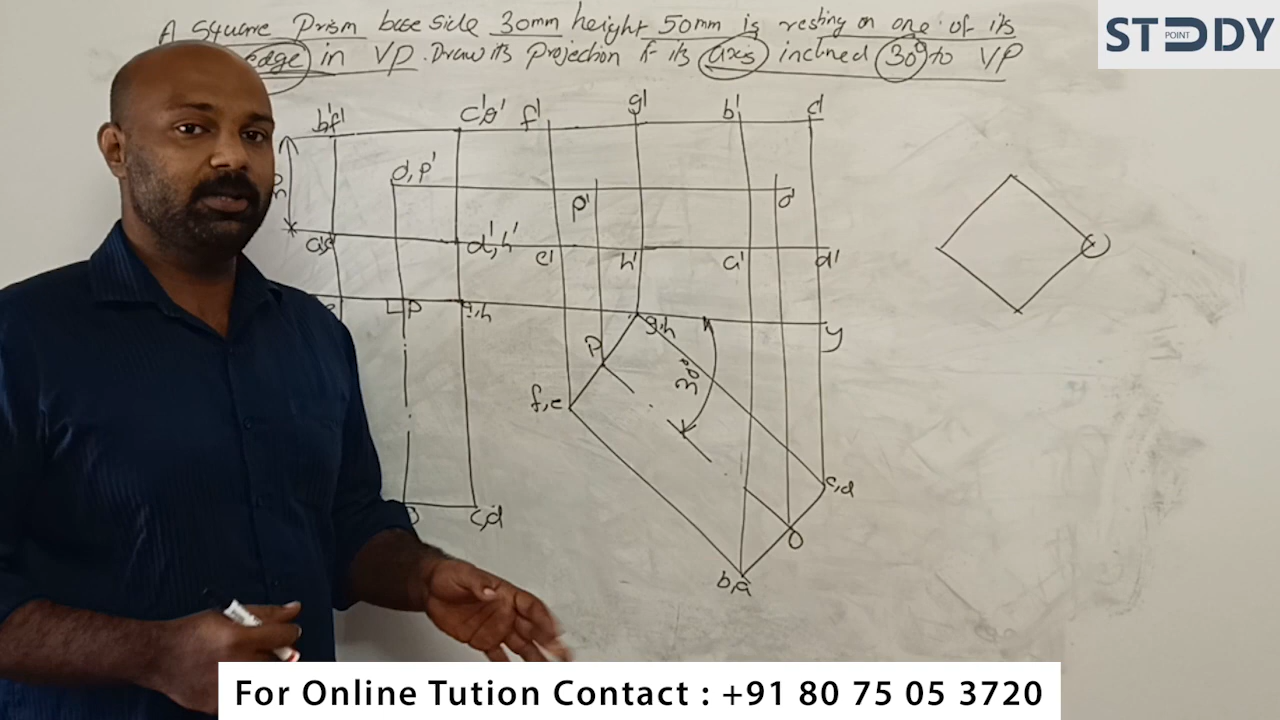 A Square Prism base side 30mm height 50mm is resting on one of its
edge in VP. Draw its Projection if its axis inclined 30° to VP
STUDY
POINT
b'f'
c'g'
f'
g'
b'
c'
o',p'
p'
o'
d',h'
e'
h'
a'
d'
p
g,h
y
P
30°
f,e
c,d
c,d
o
b,a
For Online Tution Contact : +91 80 75 05 3720